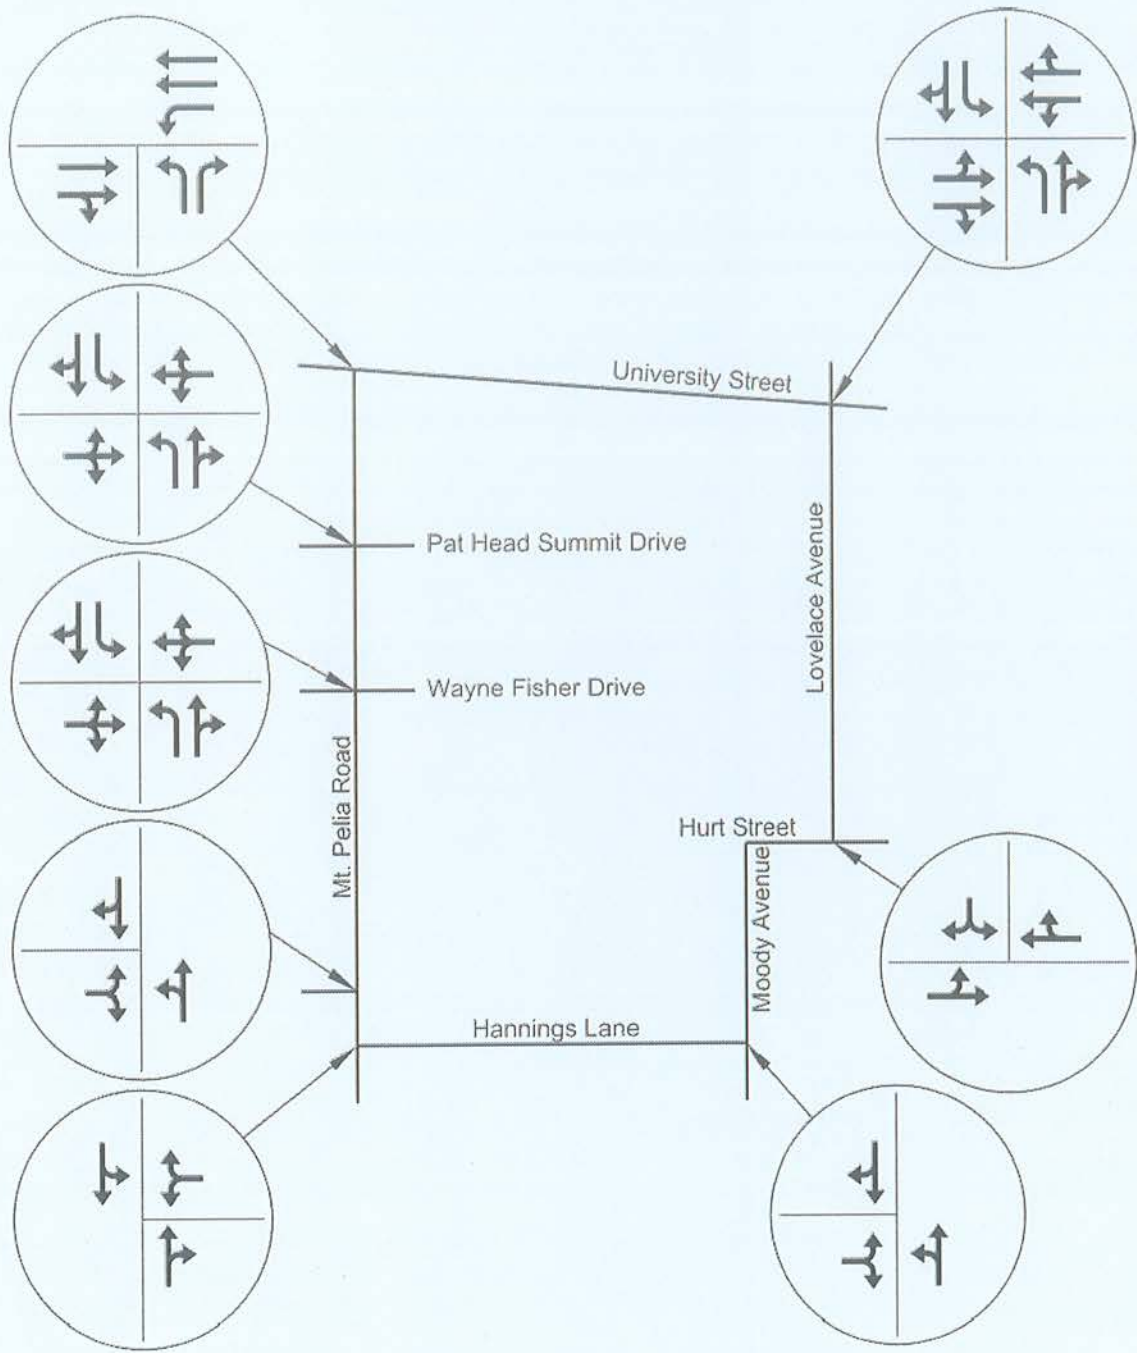 University Street
Pat Head Summit Drive
Lovelace Avenue
Wayne Fisher Drive
Mt. Pelia Road
Hurt Street
Moody Avenue
Hannings Lane